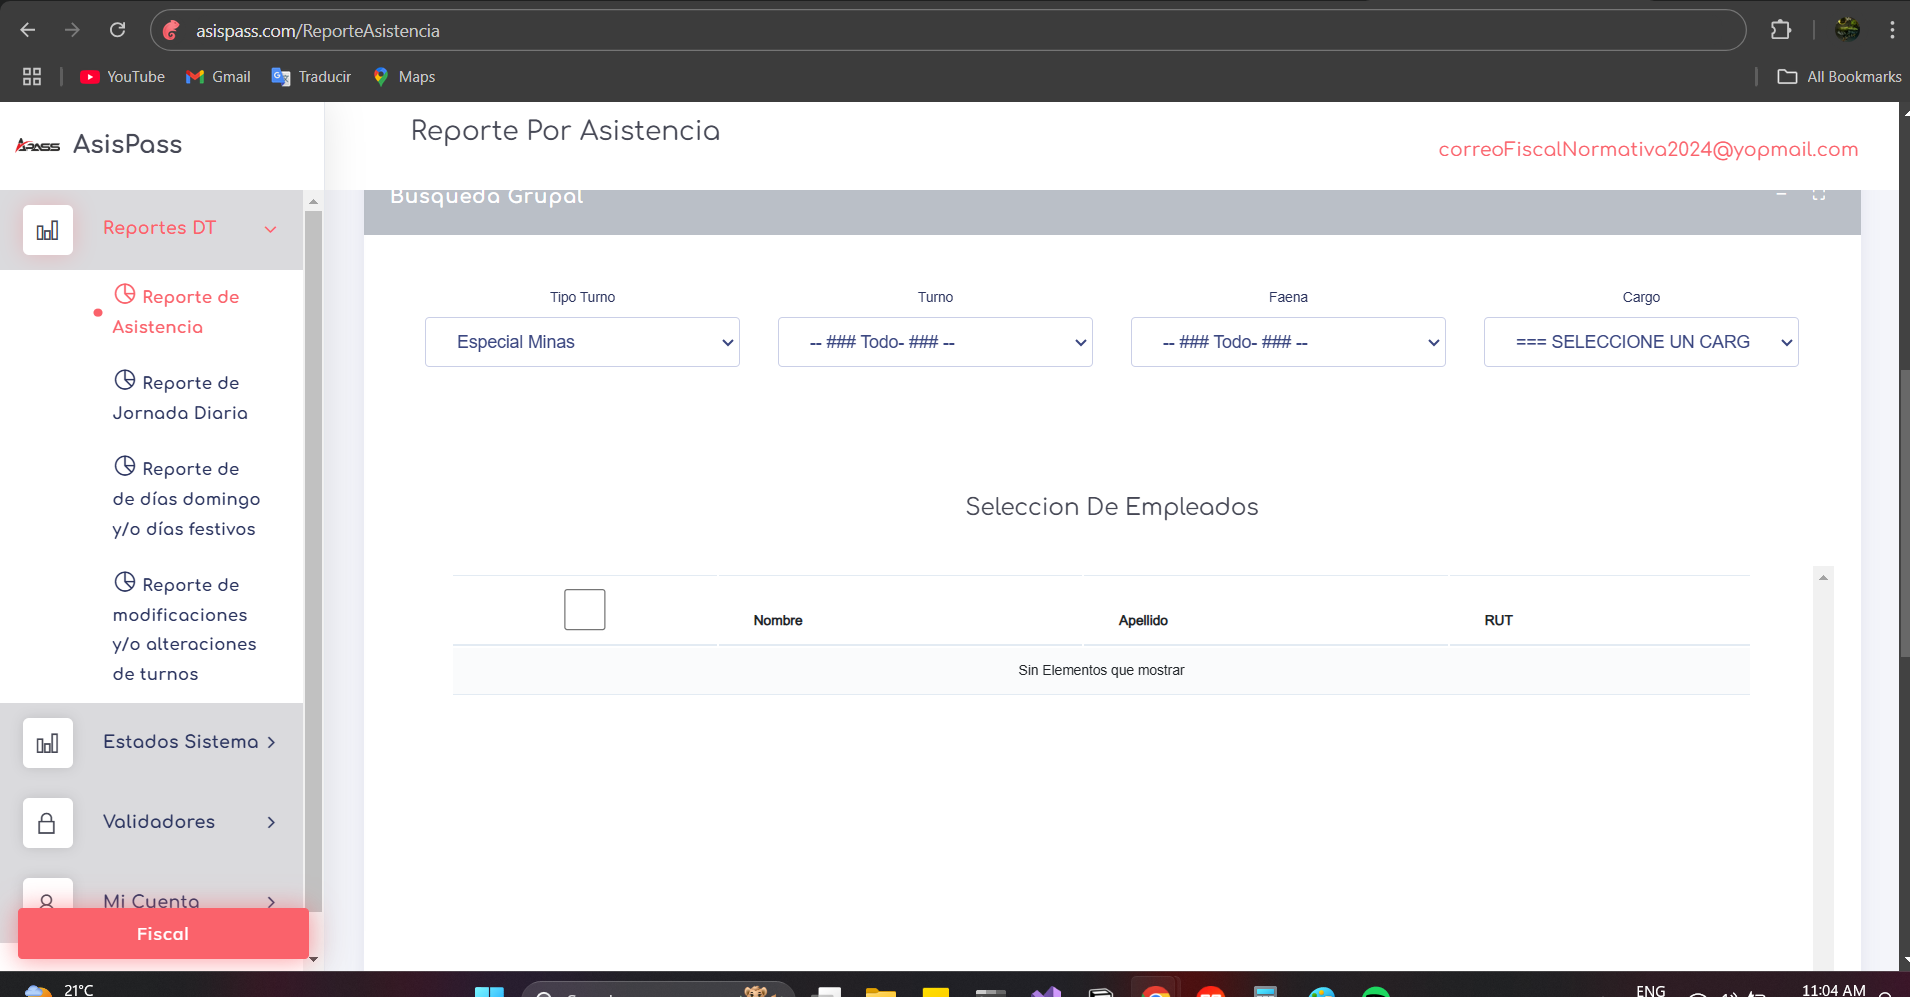 asispass.com/ReporteAsistencia
YouTube Gmail Traducir Maps All Bookmarks
APASS AsisPass
Reporte Por Asistencia
correoFiscalNormativa2024@yopmail.com
Busqueda Grupal
Reportes DT
Reporte de
Asistencia
Reporte de
Jornada Diaria
Reporte de
de días domingo
y/o días festivos
Reporte de
modificaciones
y/o alteraciones
de turnos
Estados Sistema
Validadores
Mi Cuenta
Fiscal
Tipo Turno Turno Faena Cargo
Especial Minas -- ### Todo- ### -- -- ### Todo- ### -- === SELECCIONE UN CARG
Seleccion De Empleados
Nombre Apellido RUT
Sin Elementos que mostrar
21°C
ENG
11:04 AM